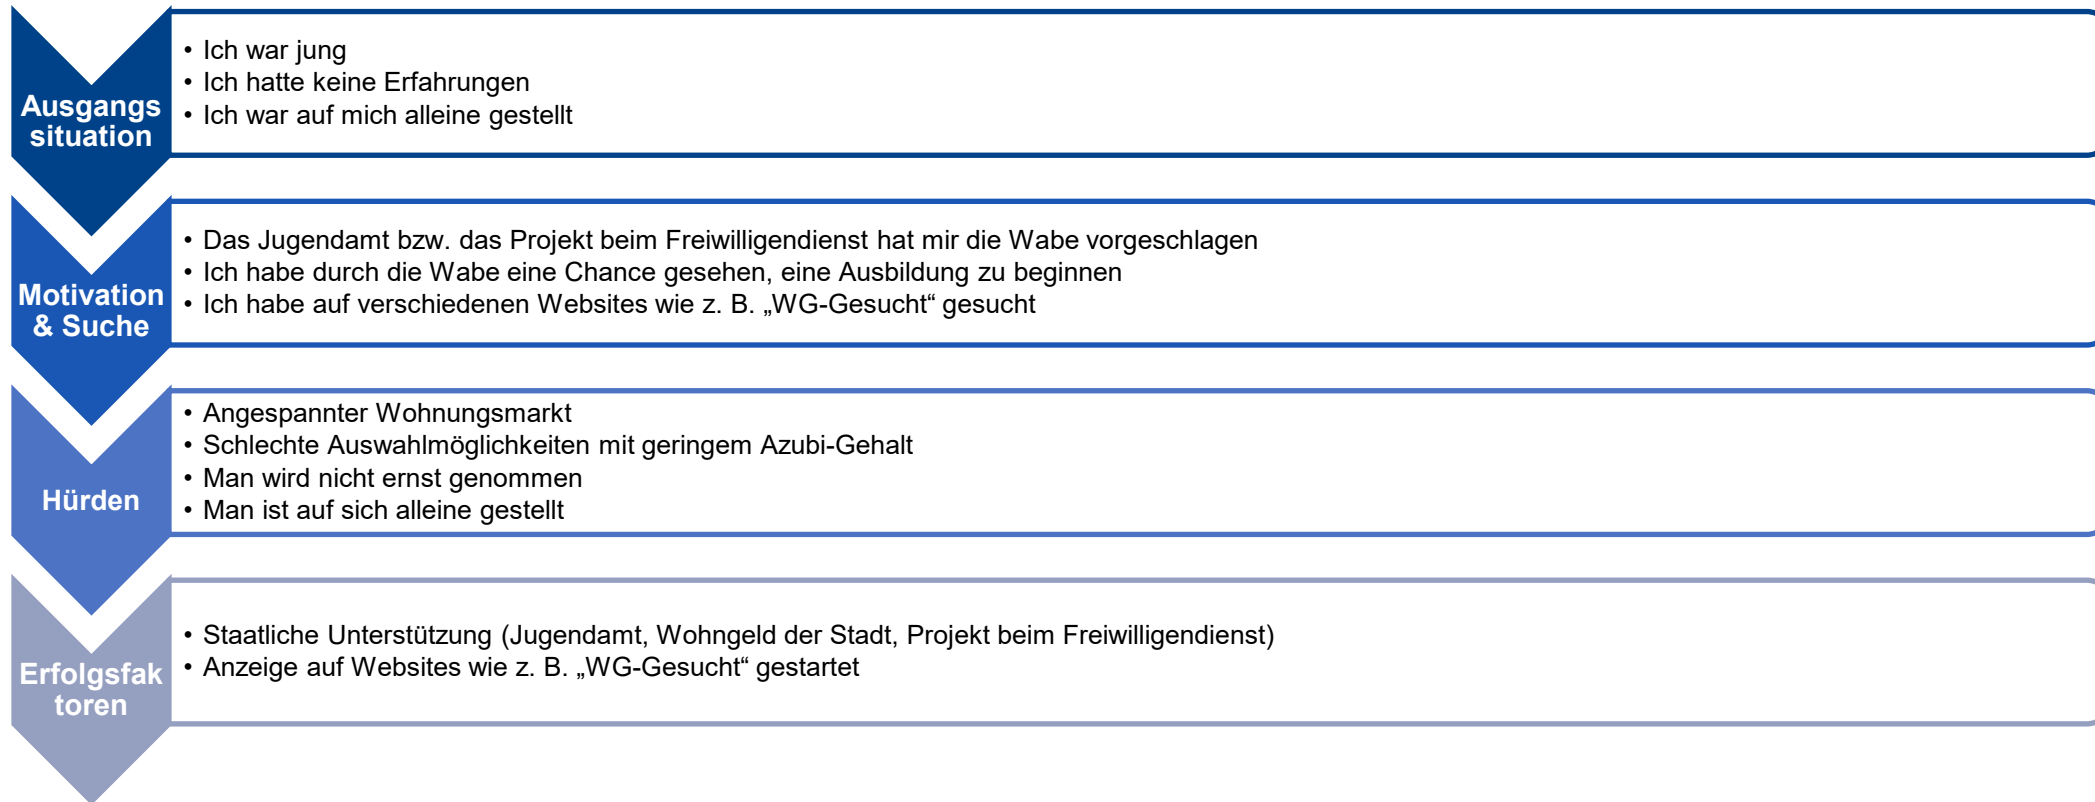 Ausgangs
situation
• Ich war jung
• Ich hatte keine Erfahrungen
• Ich war auf mich alleine gestellt
Motivation
& Suche
• Das Jugendamt bzw. das Projekt beim Freiwilligendienst hat mir die Wabe vorgeschlagen
• Ich habe durch die Wabe eine Chance gesehen, eine Ausbildung zu beginnen
• Ich habe auf verschiedenen Websites wie z. B. „WG-Gesucht“ gesucht
Hürden
• Angespannter Wohnungsmarkt
• Schlechte Auswahlmöglichkeiten mit geringem Azubi-Gehalt
• Man wird nicht ernst genommen
• Man ist auf sich alleine gestellt
Erfolgsfak
toren
• Staatliche Unterstützung (Jugendamt, Wohngeld der Stadt, Projekt beim Freiwilligendienst)
• Anzeige auf Websites wie z. B. „WG-Gesucht“ gestartet